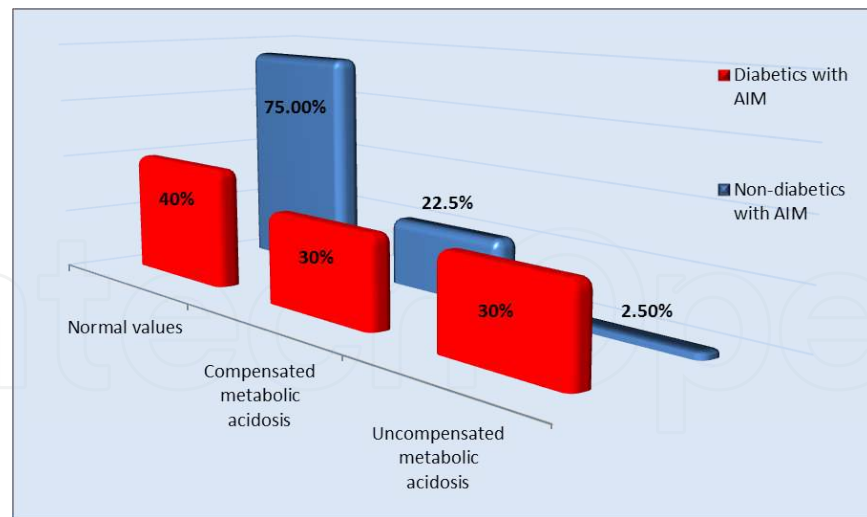 75.00%
Diabetics with
AIM
40%
Non-diabetics
with AIM
22.5%
30%
30%
2.50%
Normal values
Compensated
metabolic
acidosis
Uncompensated
metabolic
acidosis